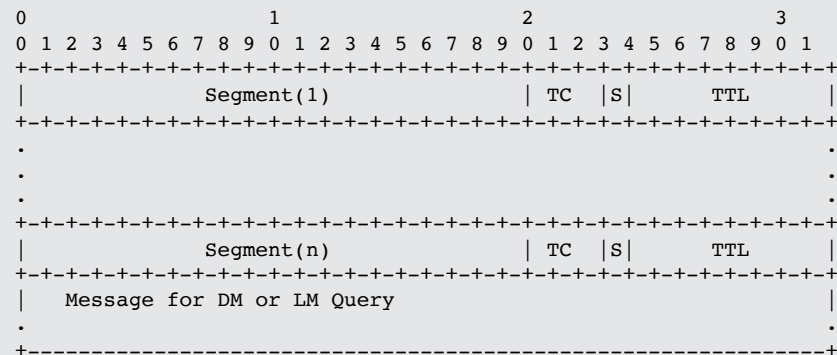 0                   1                   2                   3
0 1 2 3 4 5 6 7 8 9 0 1 2 3 4 5 6 7 8 9 0 1 2 3 4 5 6 7 8 9 0 1
+-+-+-+-+-+-+-+-+-+-+-+-+-+-+-+-+-+-+-+-+-+-+-+-+-+-+-+-+-+-+-+-+
|              Segment(1)               | TC  |S|      TTL      |
+-+-+-+-+-+-+-+-+-+-+-+-+-+-+-+-+-+-+-+-+-+-+-+-+-+-+-+-+-+-+-+-+
.                                                               .
.                                                               .
.                                                               .
+-+-+-+-+-+-+-+-+-+-+-+-+-+-+-+-+-+-+-+-+-+-+-+-+-+-+-+-+-+-+-+-+
|              Segment(n)               | TC  |S|      TTL      |
+-+-+-+-+-+-+-+-+-+-+-+-+-+-+-+-+-+-+-+-+-+-+-+-+-+-+-+-+-+-+-+-+
|   Message for DM or LM Query                                  |
.                                                               .
+---------------------------------------------------------------+